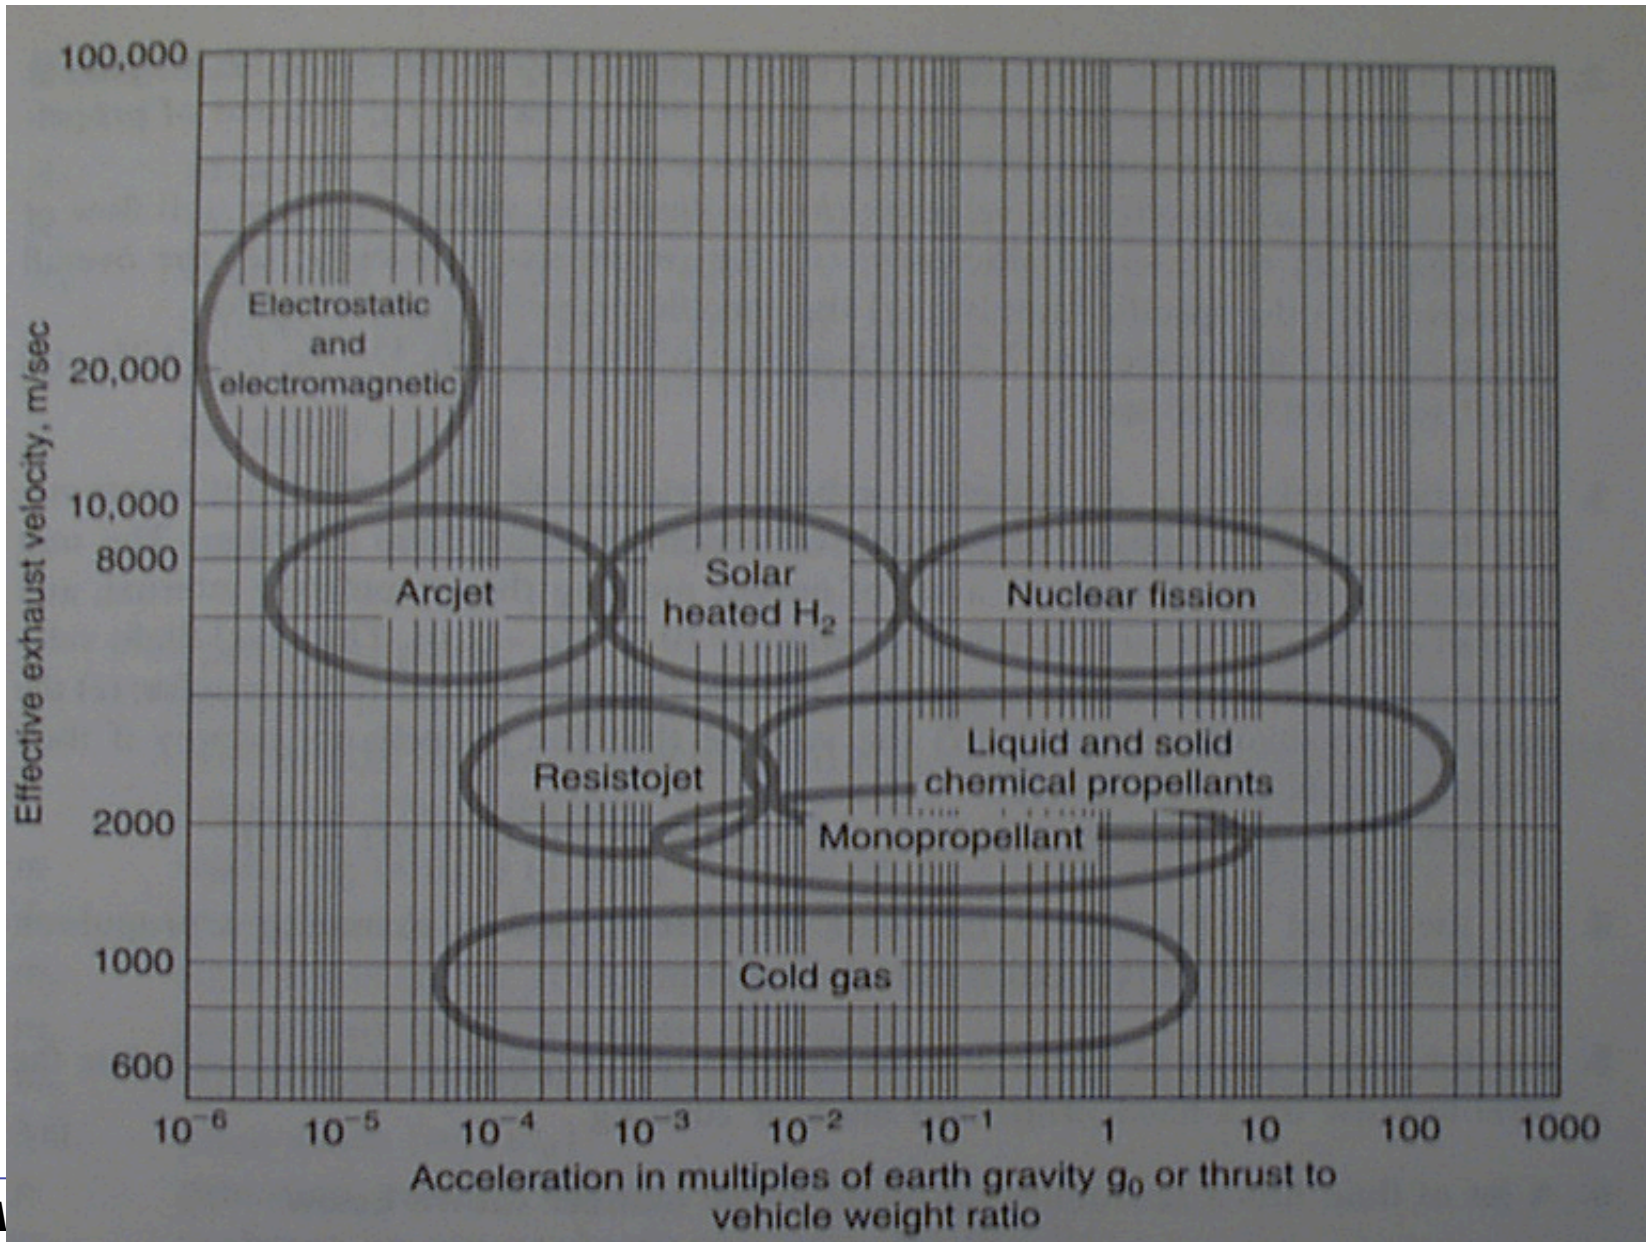 100,000
20,000
10,000
8000
2000
1000
600
Effective exhaust velocity, m/sec
Electrostatic
and
electromagnetic
Arcjet
Solar
heated H₂
Nuclear fission
Resistojet
Liquid and solid
chemical propellants
Monopropellant
Cold gas
10⁻⁶ 10⁻⁵ 10⁻⁴ 10⁻³ 10⁻² 10⁻¹ 1 10 100 1000
Acceleration in multiples of earth gravity g₀ or thrust to
vehicle weight ratio